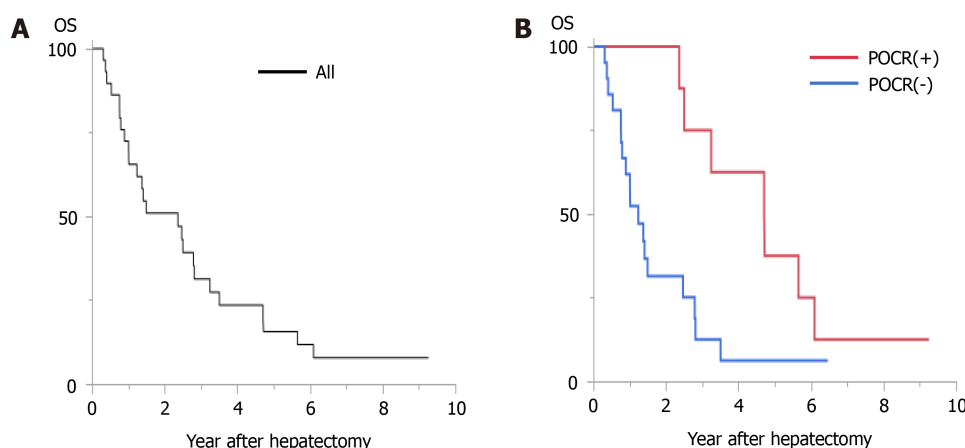 A
OS
100
50
0
All
0 2 4 6 8 10
Year after hepatectomy
B
OS
100
50
0
POCR(+)
POCR(-)
0 2 4 6 8 10
Year after hepatectomy